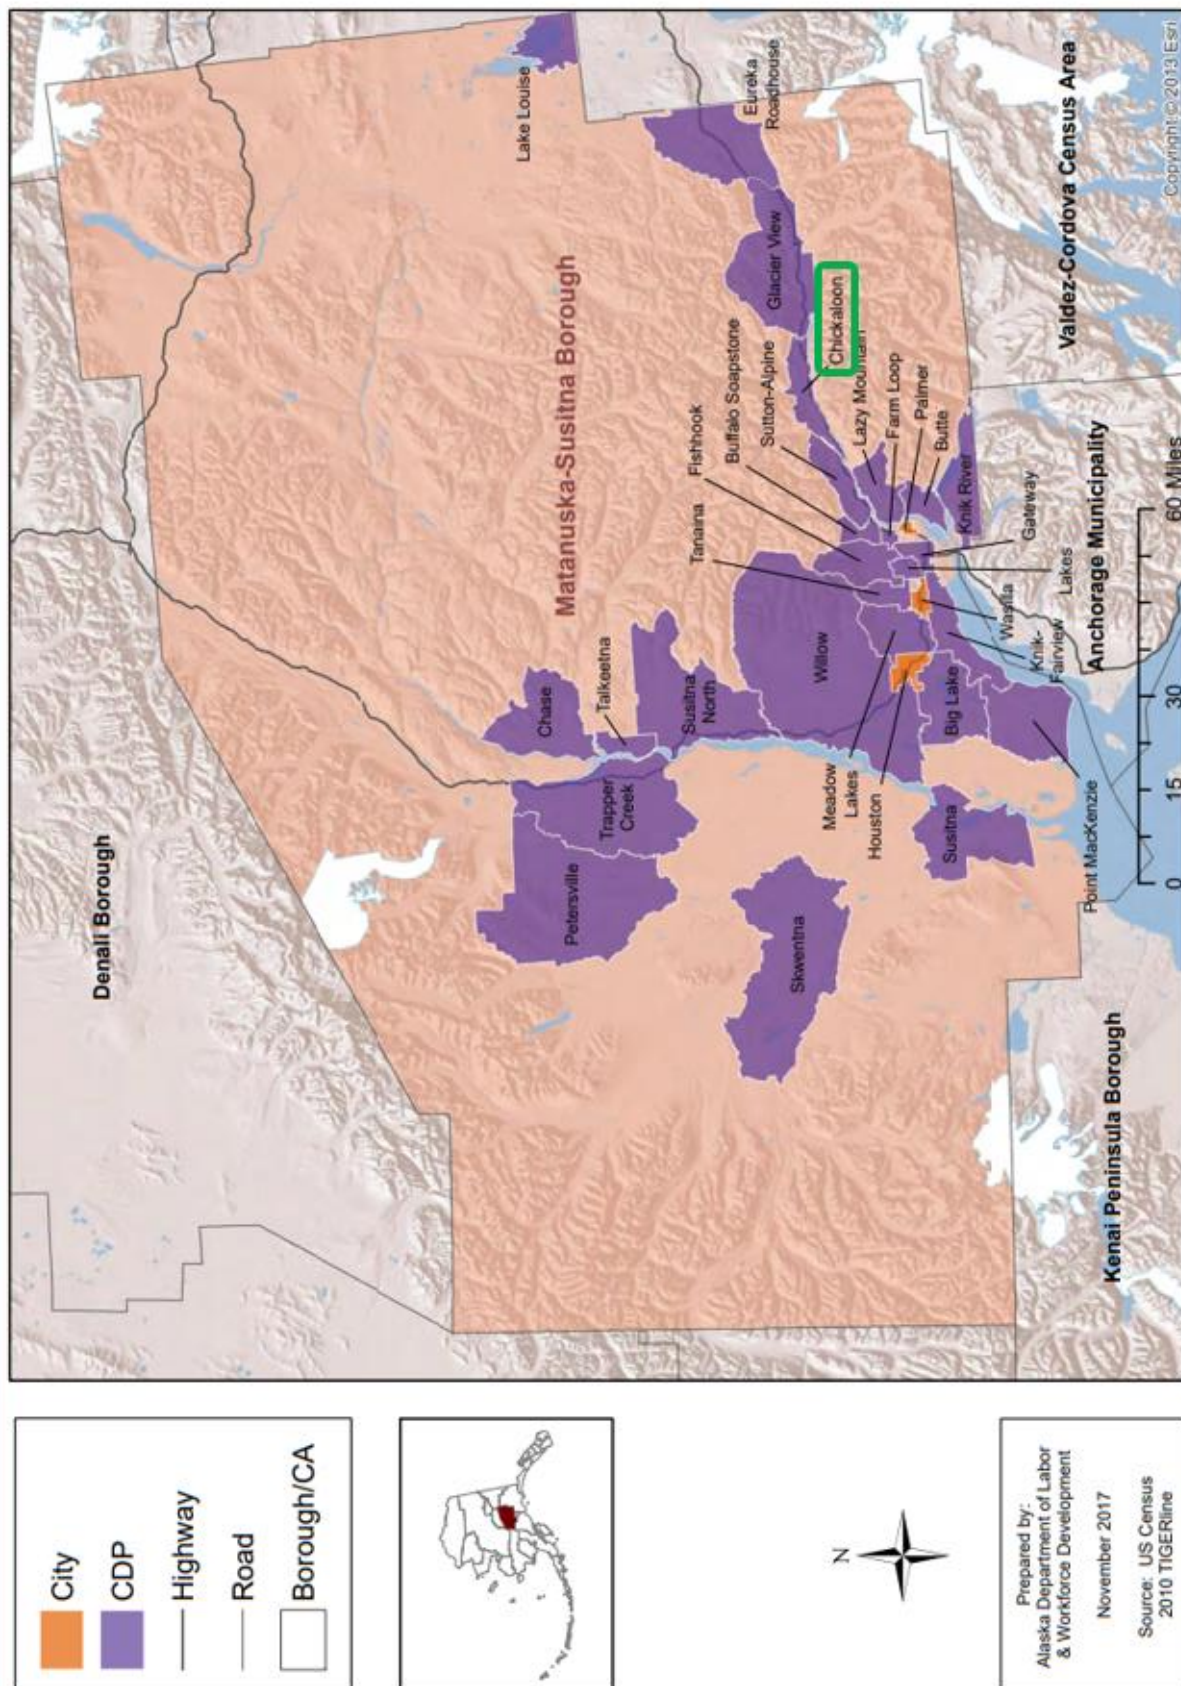 City
CDP
Highway
Road
Borough/CA
N
Prepared by:
Alaska Department of Labor
& Workforce Development
November 2017
Source: US Census
2010 TIGERline
Denali Borough
Matanuska-Susitna Borough
Lake Louise
Eureka
Roadhouse
Glacier View
Chickaloon
Chase
Talkeetna
Trapper
Creek
Petersville
Susitna
North
Skwentna
Willow
Tanaina
Fishhook
Buffalo Soapstone
Sutton-Alpine
Lazy Mountain
Farm Loop
Palmer
Butte
Knik River
Meadow
Lakes
Houston
Big Lake
Susitna
Point MacKenzie
Knik-
Fairview
Wasilla
Lakes
Gateway
Anchorage Municipality
Valdez-Cordova Census Area
Kenai Peninsula Borough
0 15 30 60 Miles
Copyright © 2013 Esri